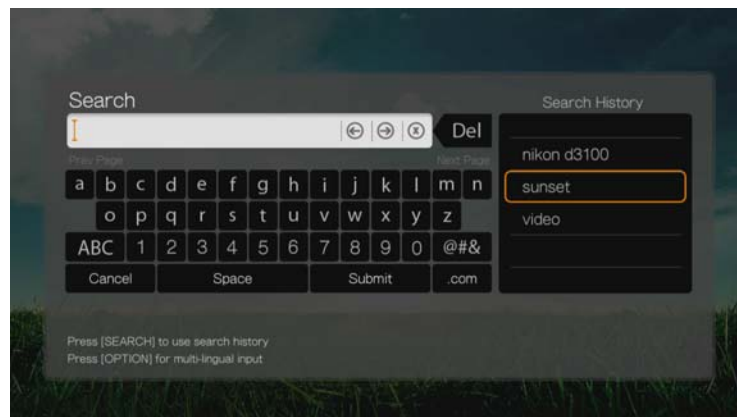 Search
Search History
Del
Prev Page
Next Page
nikon d3100
a b c d e f g h i j k l m n
sunset
o p q r s t u v w x y z
video
ABC 1 2 3 4 5 6 7 8 9 0 @#&
Cancel Space Submit .com
Press [SEARCH] to use search history
Press [OPTION] for multi-lingual input